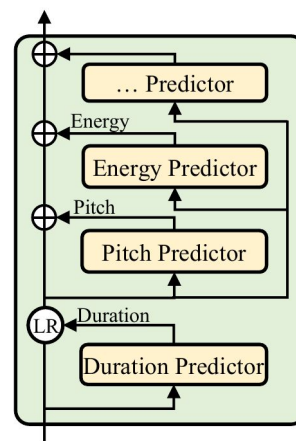 … Predictor
Energy
Energy Predictor
Pitch
Pitch Predictor
LR
Duration
Duration Predictor